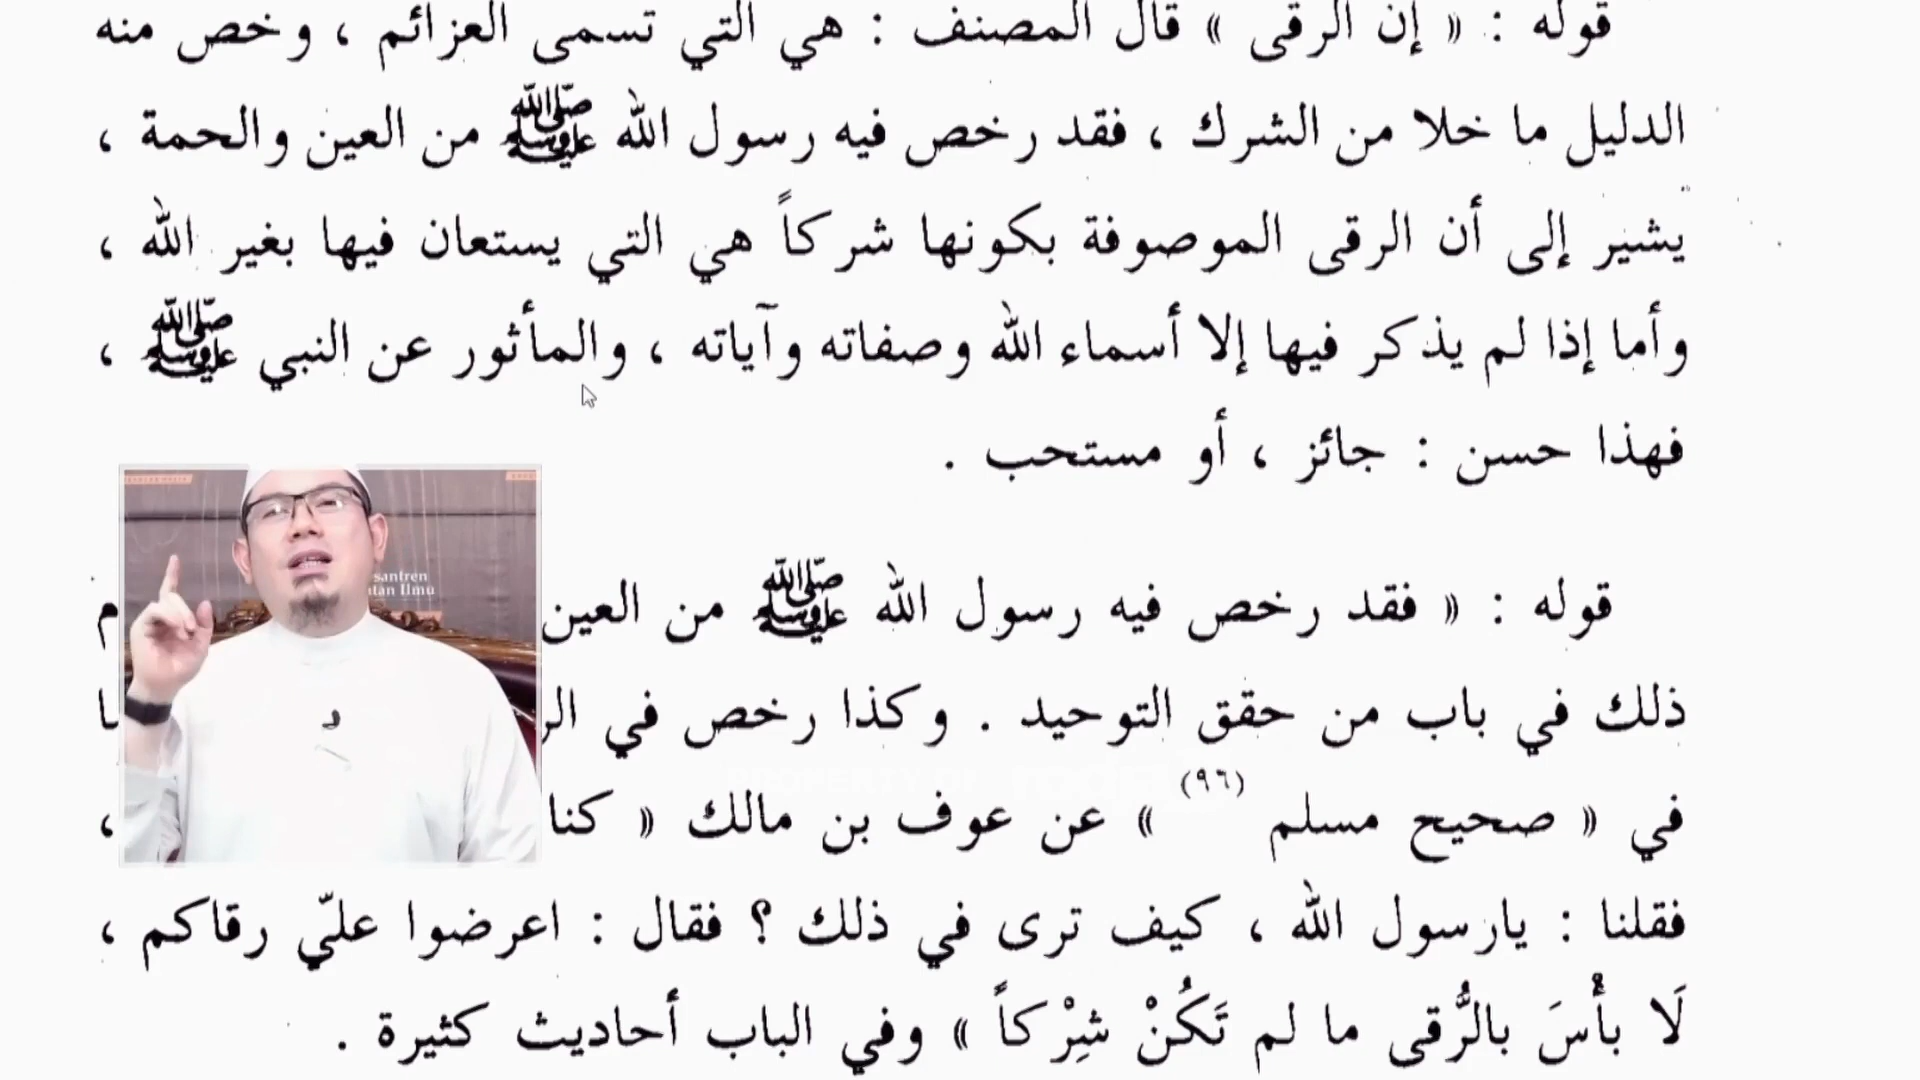 قوله : « إن الرقى » قال المصنف : هي التي تسمى العزائم ، وخص منه
الدليل ما خلا من الشرك ، فقد رخص فيه رسول الله ﷺ من العين والحمة ،
يشير إلى أن الرقى الموصوفة بكونها شركاً هي التي يستعان فيها بغير الله ،
وأما إذا لم يذكر فيها إلا أسماء الله وصفاته وآياته ، والمأثور عن النبي ﷺ ،
فهذا حسن : جائز ، أو مستحب .
قوله : « فقد رخص فيه رسول الله ﷺ من العين
ذلك في باب من حقق التوحيد . وكذا رخص في
في « صحيح مسلم (٩٦) » عن عوف بن مالك « كنا ،
فقلنا : يارسول الله ، كيف ترى في ذلك ؟ فقال : اعرضوا عليّ رقاكم ،
لَا بأْسَ بالرُّقى ما لم تَكُنْ شِرْكاً » وفي الباب أحاديث كثيرة .
santren
tan Ilmu
PROPERTY OF